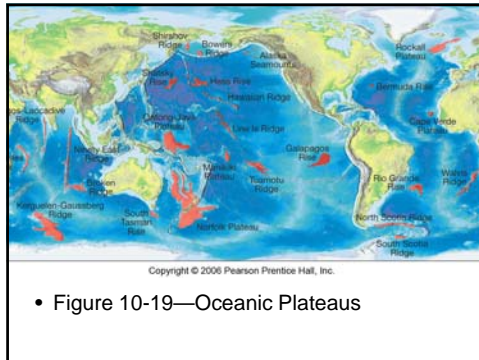 Shirshov
Ridge
Bowers
Ridge
Alaska
Seamounts
Rockall
Plateau
Shatsky
Rise
Hess Rise
Bermuda Rise
Hawaiian Ridge
Ontong-Java
Plateau
Cape Verde
Plateau
-Laccadive
Ridge
Line Is Ridge
Ninety East
Ridge
Galapagos
Rise
Manihiki
Plateau
Tuamotu
Ridge
Broken
Ridge
Rio Grande
Rise
Walvis
Ridge
Kerguelen-Gaussberg
Ridge
South
Tasman
Rise
Norfolk Plateau
North Scotia Ridge
South Scotia
Ridge
Copyright © 2006 Pearson Prentice Hall, Inc.
• Figure 10-19—Oceanic Plateaus